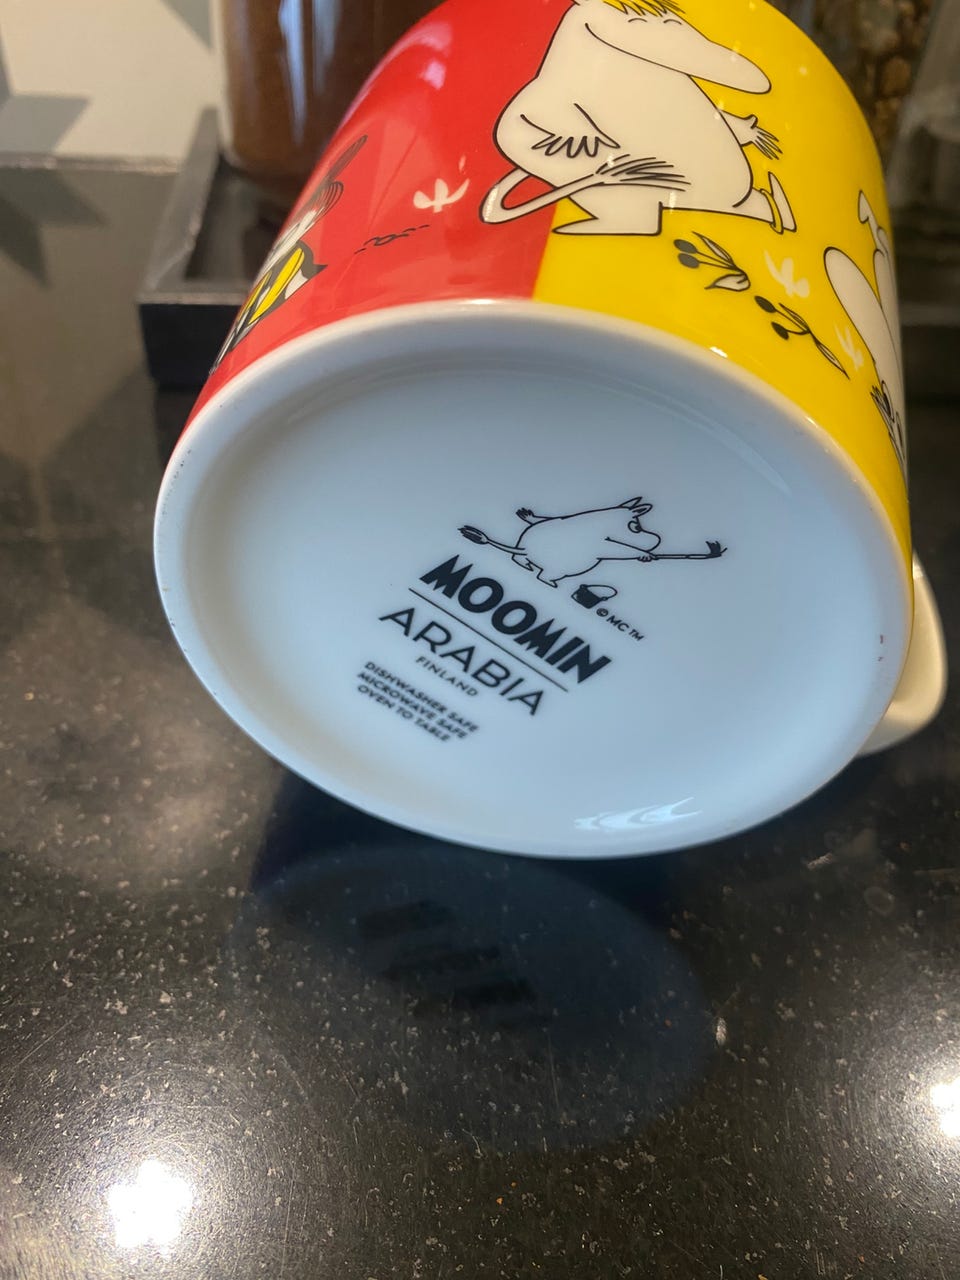 MOOMIN
© MC ™
ARABIA
FINLAND
DISHWASHER SAFE
MICROWAVE SAFE
OVEN TO TABLE